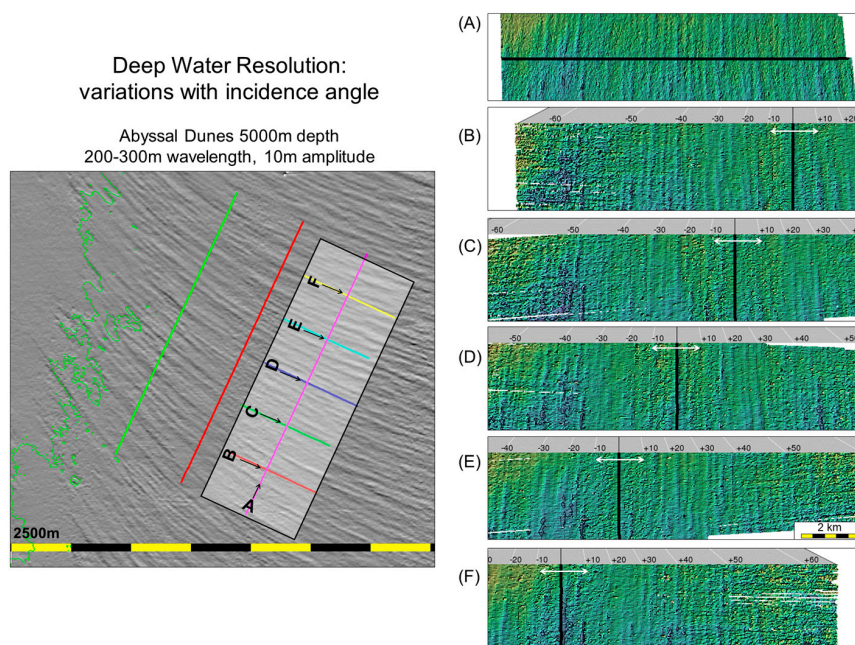 Deep Water Resolution:
variations with incidence angle
Abyssal Dunes 5000m depth
200-300m wavelength, 10m amplitude
F
E
D
C
B
A
2500m
(A)
(B)
-60 -50 -40 -30 -20 -10 +10 +20
(C)
-60 -50 -40 -30 -20 -10 +10 +20 +30
(D)
-50 -40 -30 -20 -10 +10 +20 +30 +40 +50
(E)
-40 -30 -20 -10 +10 +20 +30 +40 +50
2 km
(F)
0 -20 -10 +10 +20 +30 +40 +50 +60